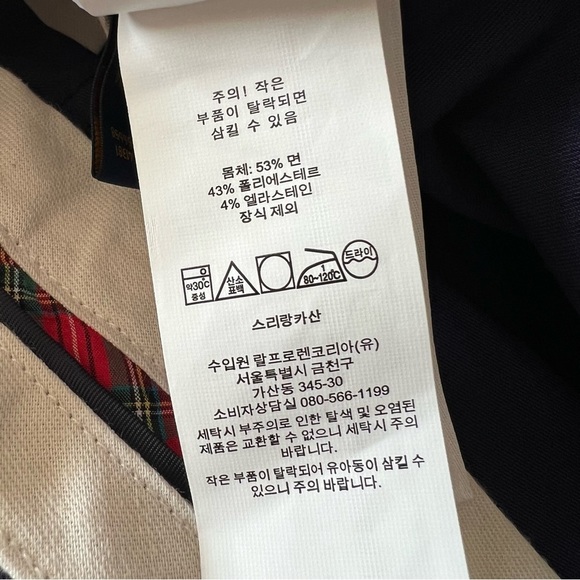 주의! 작은
부품이 탈락되면
삼킬 수 있음
몸체: 53% 면
43% 폴리에스테르
4% 엘라스테인
장식 제외
약30℃
중성
산소
표백
80~120℃
드라이
스리랑카산
수입원 랄프로렌코리아(유)
서울특별시 금천구
가산동 345-30
소비자상담실 080-566-1199
세탁시 부주의로 인한 탈색 및 오염된
제품은 교환할 수 없으니 세탁시 주의
바랍니다.
작은 부품이 탈락되어 유아동이 삼킬 수
있으니 주의 바랍니다.